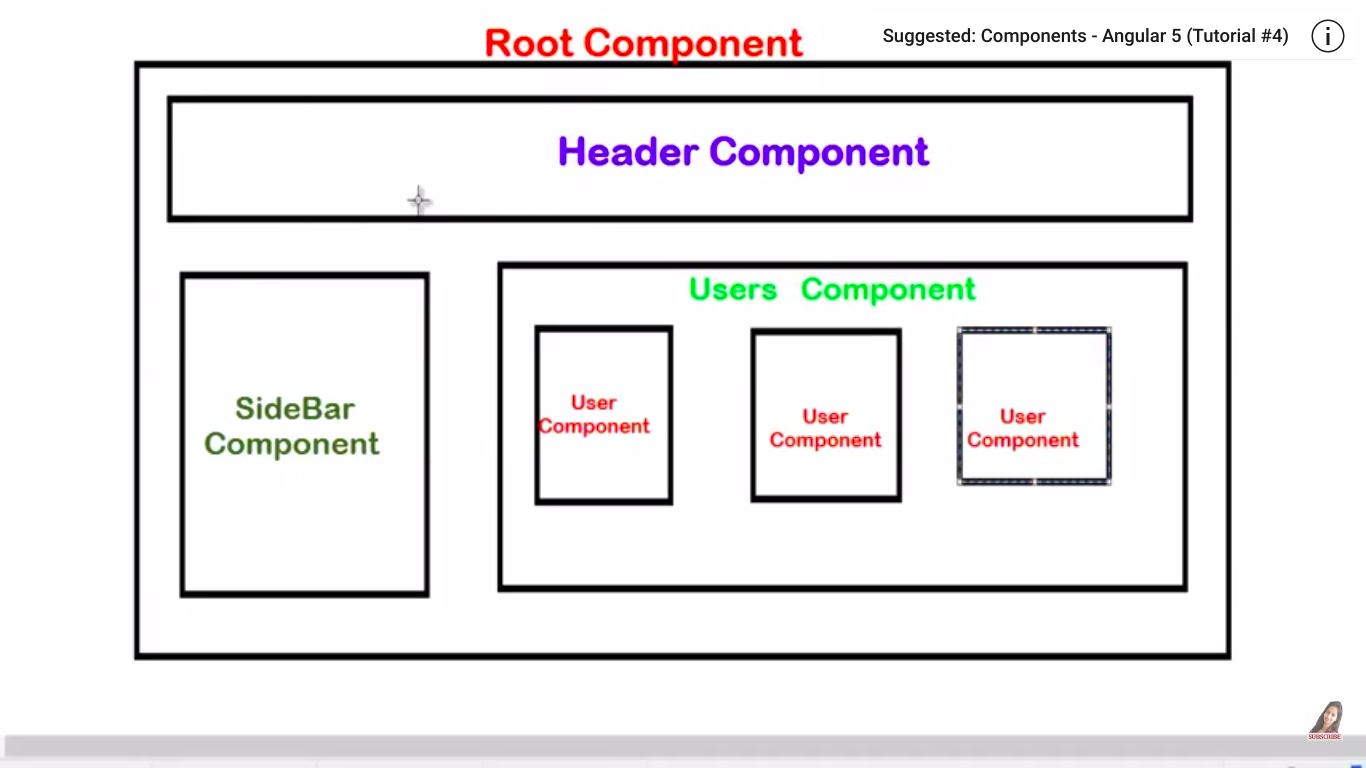 Root Component
Suggested: Components - Angular 5 (Tutorial #4)
Header Component
Users Component
SideBar
Component
User
Component
User
Component
User
Component
SUBSCRIBE